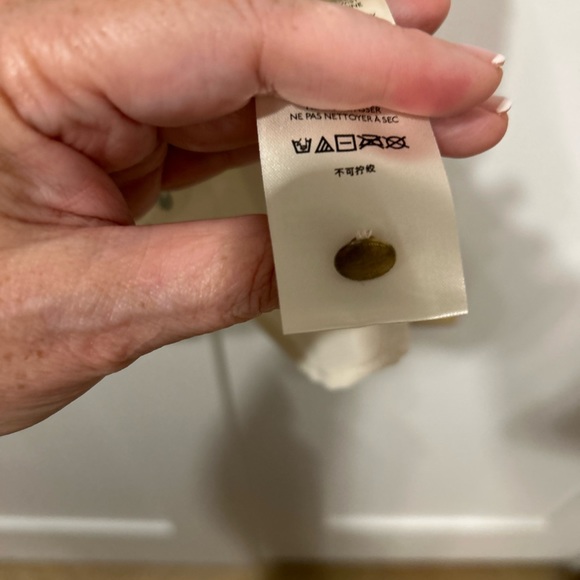 NE PAS NETTOYER À SEC
不可拧绞